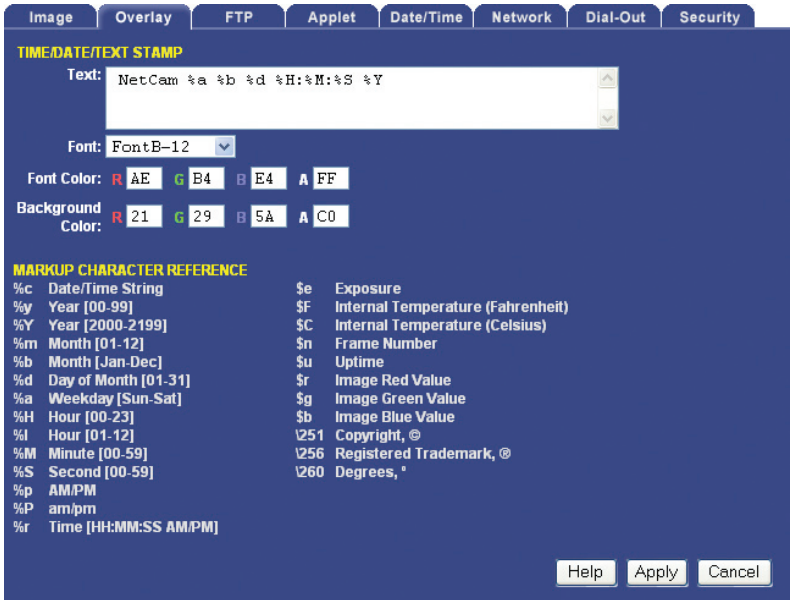 Image Overlay FTP Applet Date/Time Network Dial-Out Security
TIME/DATE/TEXT STAMP
Text: NetCam %a %b %d %H:%M:%S %Y
Font: FontB-12
Font Color: R AE G B4 B E4 A FF
Background
Color: R 21 G 29 B 5A A C0
MARKUP CHARACTER REFERENCE
%c Date/Time String $e Exposure
%y Year [00-99] $F Internal Temperature (Fahrenheit)
%Y Year [2000-2199] $C Internal Temperature (Celsius)
%m Month [01-12] $n Frame Number
%b Month [Jan-Dec] $u Uptime
%d Day of Month [01-31] $r Image Red Value
%a Weekday [Sun-Sat] $g Image Green Value
%H Hour [00-23] $b Image Blue Value
%I Hour [01-12] \251 Copyright, ©
%M Minute [00-59] \256 Registered Trademark, ®
%S Second [00-59] \260 Degrees, °
%p AM/PM
%P am/pm
%r Time [HH:MM:SS AM/PM]
Help Apply Cancel